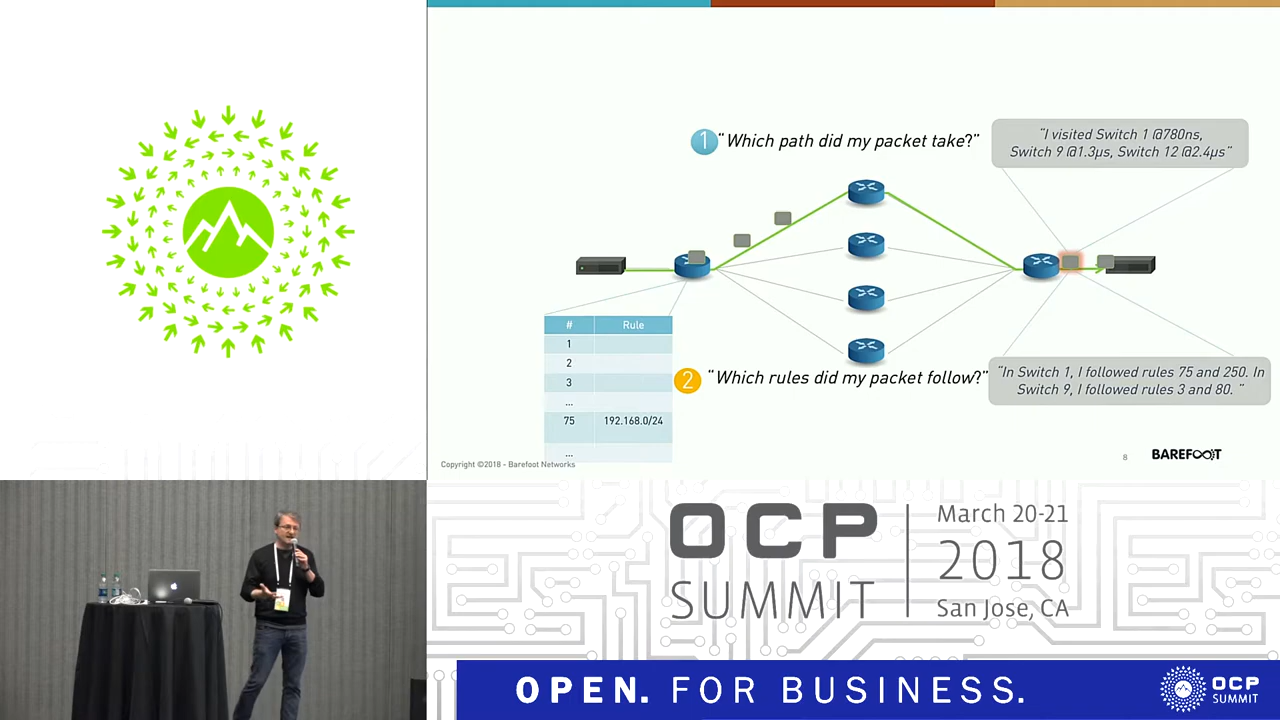 1 “Which path did my packet take?”
“I visited Switch 1 @780ns,
Switch 9 @1.3µs, Switch 12 @2.4µs”
# Rule
1
2
3
...
75 192.168.0/24
...
2 “Which rules did my packet follow?”
“In Switch 1, I followed rules 75 and 250. In
Switch 9, I followed rules 3 and 80. ”
Copyright ©2018 - Barefoot Networks
8
BAREFOOT
OCP
SUMMIT
March 20-21
2018
San Jose, CA
OPEN. FOR BUSINESS.
OCP
SUMMIT